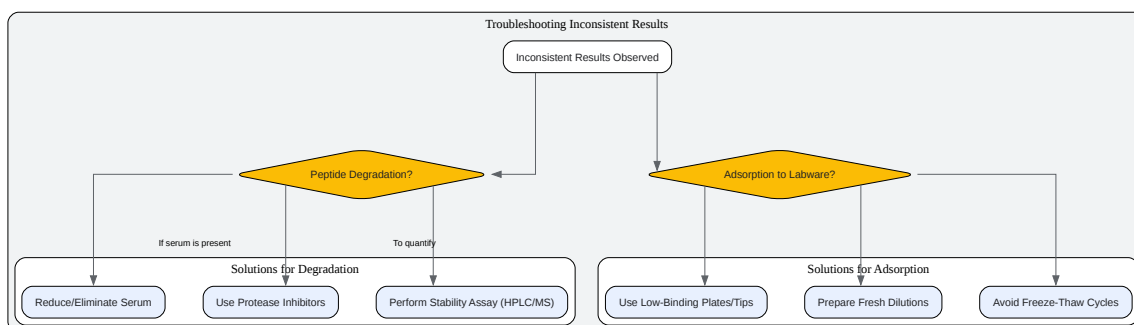 Troubleshooting Inconsistent Results
Inconsistent Results Observed
Peptide Degradation?
Adsorption to Labware?
If serum is present
To quantify
Solutions for Degradation
Solutions for Adsorption
Reduce/Eliminate Serum
Use Protease Inhibitors
Perform Stability Assay (HPLC/MS)
Use Low-Binding Plates/Tips
Prepare Fresh Dilutions
Avoid Freeze-Thaw Cycles